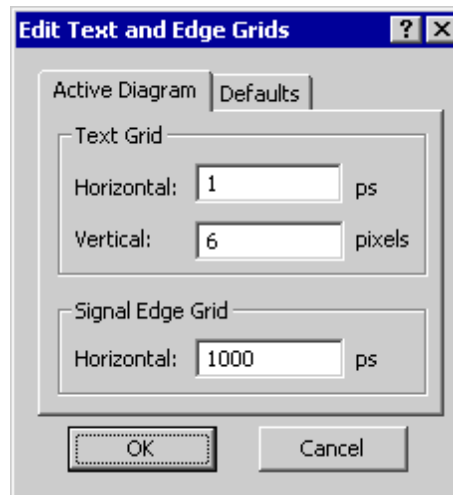 Edit Text and Edge Grids ? ×
Active Diagram Defaults
Text Grid
Horizontal: 1 ps
Vertical: 6 pixels
Signal Edge Grid
Horizontal: 1000 ps
OK Cancel